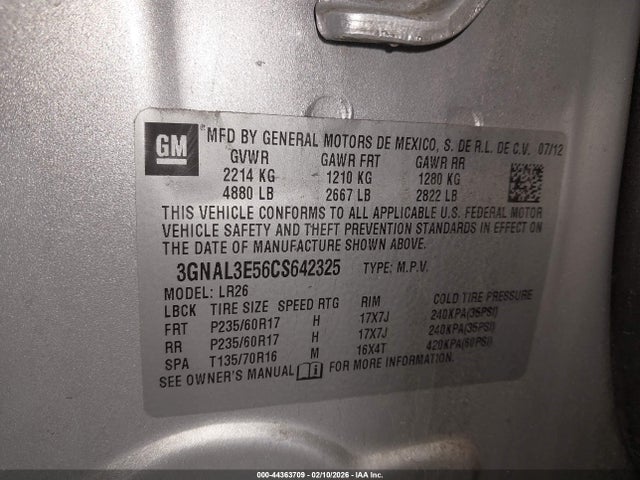 GM ® MFD BY GENERAL MOTORS DE MEXICO, S. DE R.L. DE C.V. 07/12
GVWR GAWR FRT GAWR RR
2214 KG 1210 KG 1280 KG
4880 LB 2667 LB 2822 LB
THIS VEHICLE CONFORMS TO ALL APPLICABLE U.S. FEDERAL MOTOR
VEHICLE SAFETY AND THEFT PREVENTION STANDARDS IN EFFECT ON
THE DATE OF MANUFACTURE SHOWN ABOVE.
3GNAL3E56CS642325 TYPE: M.P.V.
MODEL: LR26
LBCK TIRE SIZE SPEED RTG RIM COLD TIRE PRESSURE
FRT P235/60R17 H 17X7J 240KPA(35PSI)
RR P235/60R17 H 17X7J 240KPA(35PSI)
SPA T135/70R16 M 16X4T 420KPA(60PSI)
SEE OWNER'S MANUAL FOR MORE INFORMATION.
000-44363709 - 02/10/2026 - IAA Inc.